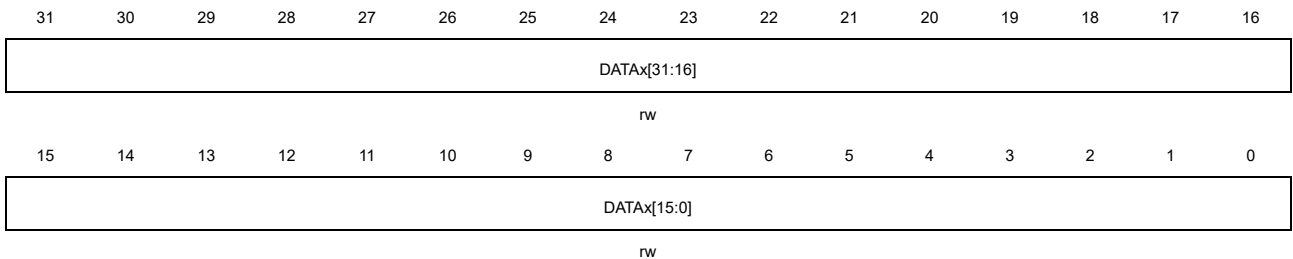 31 30 29 28 27 26 25 24 23 22 21 20 19 18 17 16
DATAx[31:16]
rw
15 14 13 12 11 10 9 8 7 6 5 4 3 2 1 0
DATAx[15:0]
rw